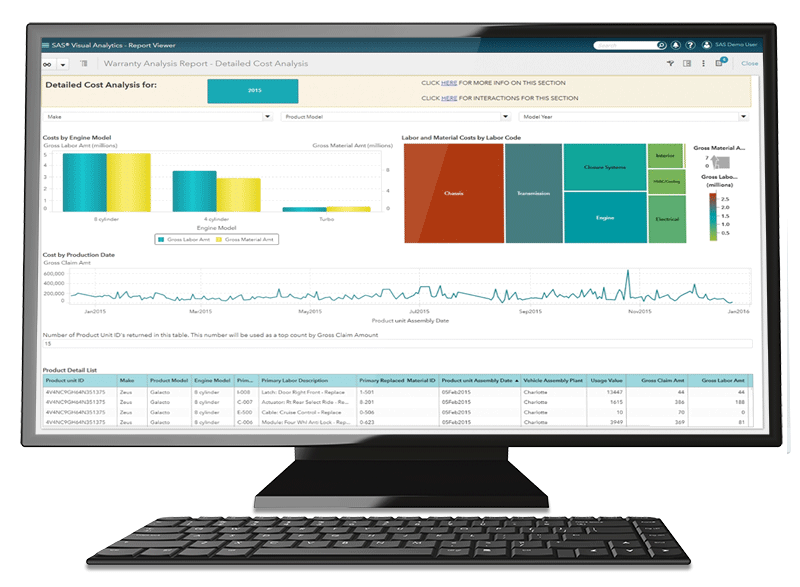 SAS® Visual Analytics - Report Viewer
Search
SAS Demo User
Warranty Analysis Report - Detailed Cost Analysis
Close
Detailed Cost Analysis for:
2015
CLICK HERE FOR MORE INFO ON THIS SECTION
CLICK HERE FOR INTERACTIONS FOR THIS SECTION
Make
Product Model
Model Year
Costs by Engine Model
Gross Labor Amt (millions)
Gross Material Amt (millions)
5
4
3
2
1
0
8
4
0
8 cylinder
4 cylinder
Turbo
Engine Model
Gross Labor Amt
Gross Material Amt
Labor and Material Costs by Labor Code
Chassis
Transmission
Closure Systems
Engine
Interior
HVAC/Cooling
Electrical
Gross Material A...
7
0
Gross Labo...
(millions)
2.5
2.0
1.5
1.0
0.5
Cost by Production Date
Gross Claim Amt
600,000
400,000
200,000
0
Jan2015
Mar2015
May2015
Jul2015
Sep2015
Nov2015
Jan2016
Product unit Assembly Date
Number of Product Unit ID's returned in this table. This number will be used as a top count by Gross Claim Amount
Product Detail List
Product unit ID Make Product Model Engine Model Prim... Primary Labor Description Primary Replaced Material ID Product unit Assembly Date Vehicle Assembly Plant Usage Value Gross Claim Amt Gross Labor Amt
4V4NC9GH64N351375 Zeus Galacto 8 cylinder I-008 Latch: Door Right Front - Replace 1-501 05Feb2015 Charlotte 13447 44 44
4V4NC9GH64N351375 Zeus Galacto 8 cylinder C-007 Actuator: Rt Rear Select Ride - Re... 8-201 05Feb2015 Charlotte 1615 386 188
4V4NC9GH64N351375 Zeus Galacto 8 cylinder E-500 Cable: Cruise Control - Replace 0-506 05Feb2015 Charlotte 10 70 0
4V4NC9GH64N351375 Zeus Galacto 8 cylinder C-006 Module: Four Whl Ant Lock - Rep... 0-623 05Feb2015 Charlotte 3949 369 81